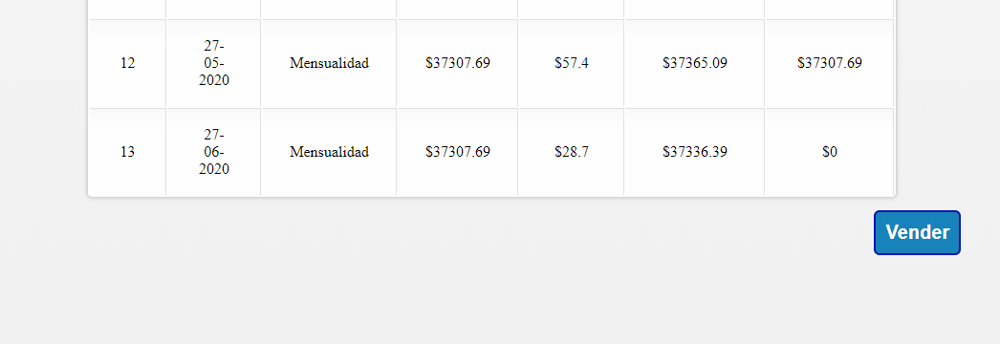 12 27-05-2020 Mensualidad $37307.69 $57.4 $37365.09 $37307.69
13 27-06-2020 Mensualidad $37307.69 $28.7 $37336.39 $0
Vender